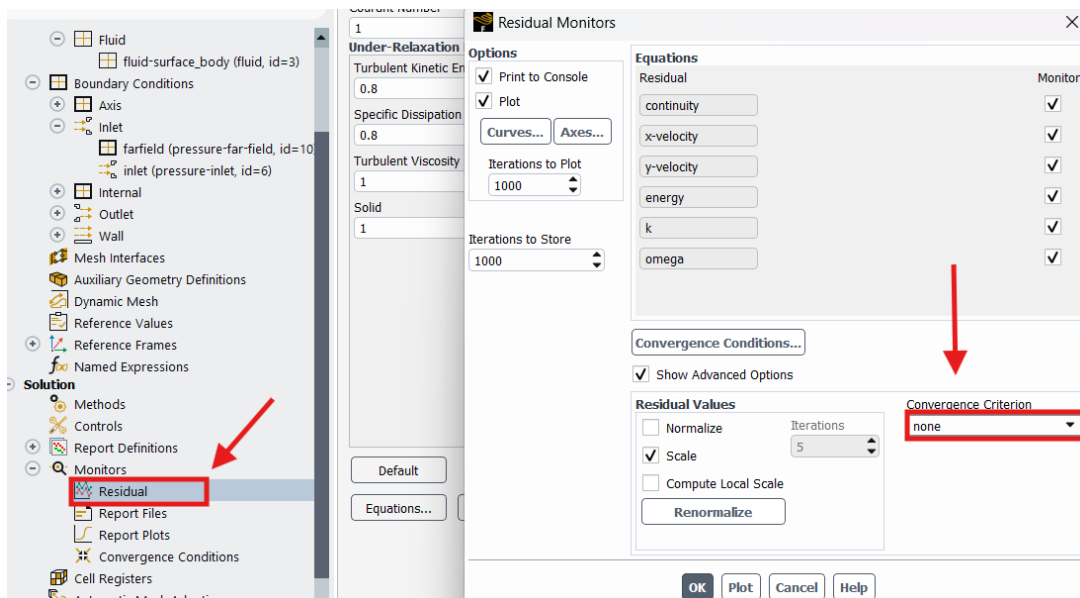 Fluid
fluid-surface_body (fluid, id=3)
Boundary Conditions
Axis
Inlet
farfield (pressure-far-field, id=10
inlet (pressure-inlet, id=6)
Internal
Outlet
Wall
Mesh Interfaces
Auxiliary Geometry Definitions
Dynamic Mesh
Reference Values
Reference Frames
f(x) Named Expressions
Solution
Methods
Controls
Report Definitions
Monitors
Residual
Report Files
Report Plots
Convergence Conditions
Cell Registers
Courant Number
1
Under-Relaxation
Turbulent Kinetic En
0.8
Specific Dissipation
0.8
Turbulent Viscosity
1
Solid
1
Default
Equations...
Residual Monitors
Options
Print to Console
Plot
Curves... Axes...
Iterations to Plot
1000
Iterations to Store
1000
Equations
Residual Monitor
continuity
x-velocity
y-velocity
energy
k
omega
Convergence Conditions...
Show Advanced Options
Residual Values
Normalize
Iterations
5
Scale
Compute Local Scale
Renormalize
Convergence Criterion
none
OK Plot Cancel Help